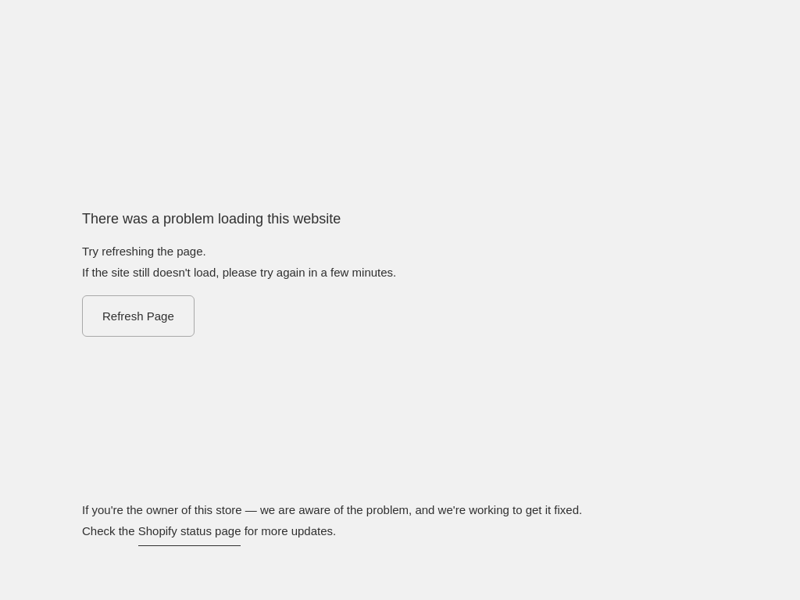 There was a problem loading this website
Try refreshing the page.
If the site still doesn't load, please try again in a few minutes.
Refresh Page
If you're the owner of this store — we are aware of the problem, and we're working to get it fixed.
Check the Shopify status page for more updates.